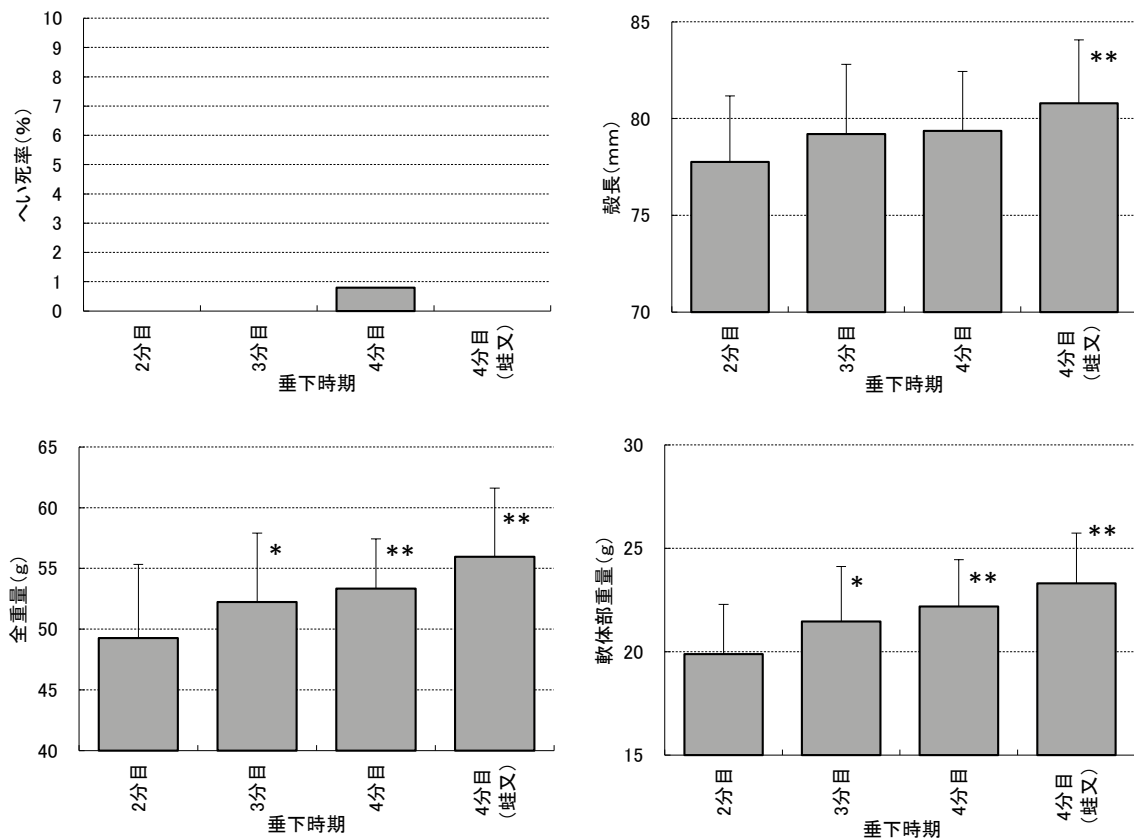 10
9
8
7
6
5
4
3
2
1
0
へい死率(%)
2分目
3分目
4分目
4分目
(蛙又)
垂下時期
85
80
75
70
殻長(mm)
**
2分目
3分目
4分目
4分目
(蛙又)
垂下時期
65
60
55
50
45
40
全重量(g)
*
**
**
2分目
3分目
4分目
4分目
(蛙又)
垂下時期
30
25
20
15
軟体部重量(g)
*
**
**
2分目
3分目
4分目
4分目
(蛙又)
垂下時期